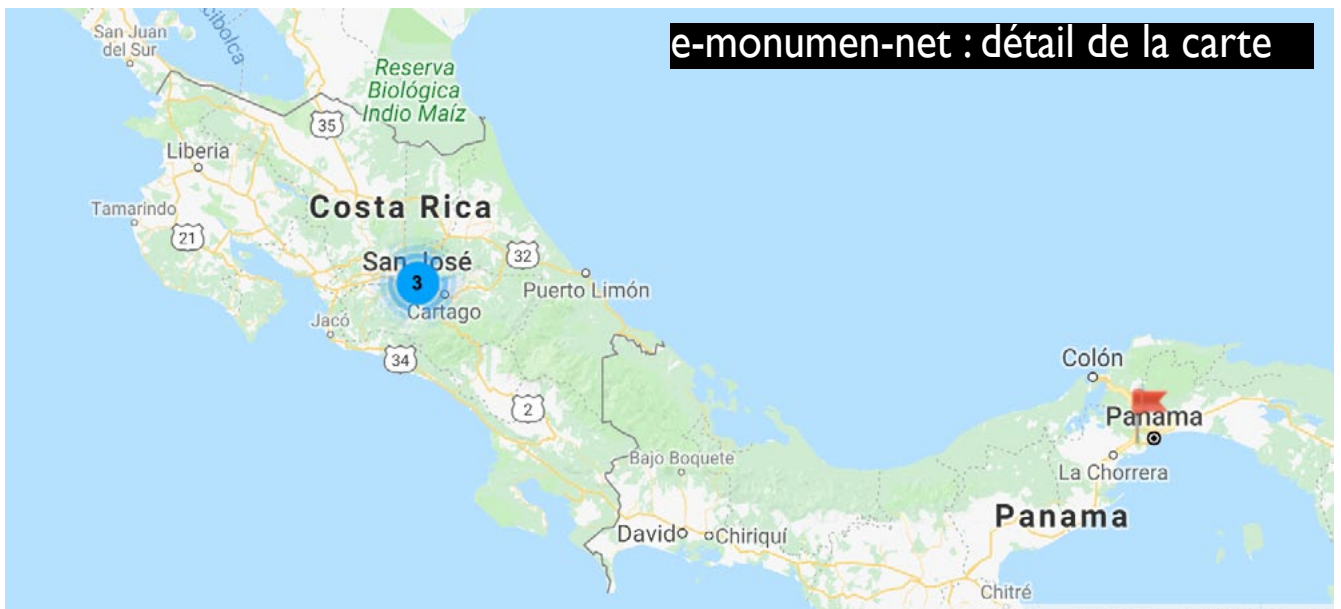 e-monumen-net : détail de la carte
San Juan
del Sur
cibolca
Reserva
Biológica
Indio Maíz
35
Liberia
Tamarindo
Costa Rica
21
San José
32
3
Puerto Limón
Cartago
Jacó
34
2
Colón
Panama
La Chorrera
Bajo Boquete
Panama
David
Chiriquí
Chitré